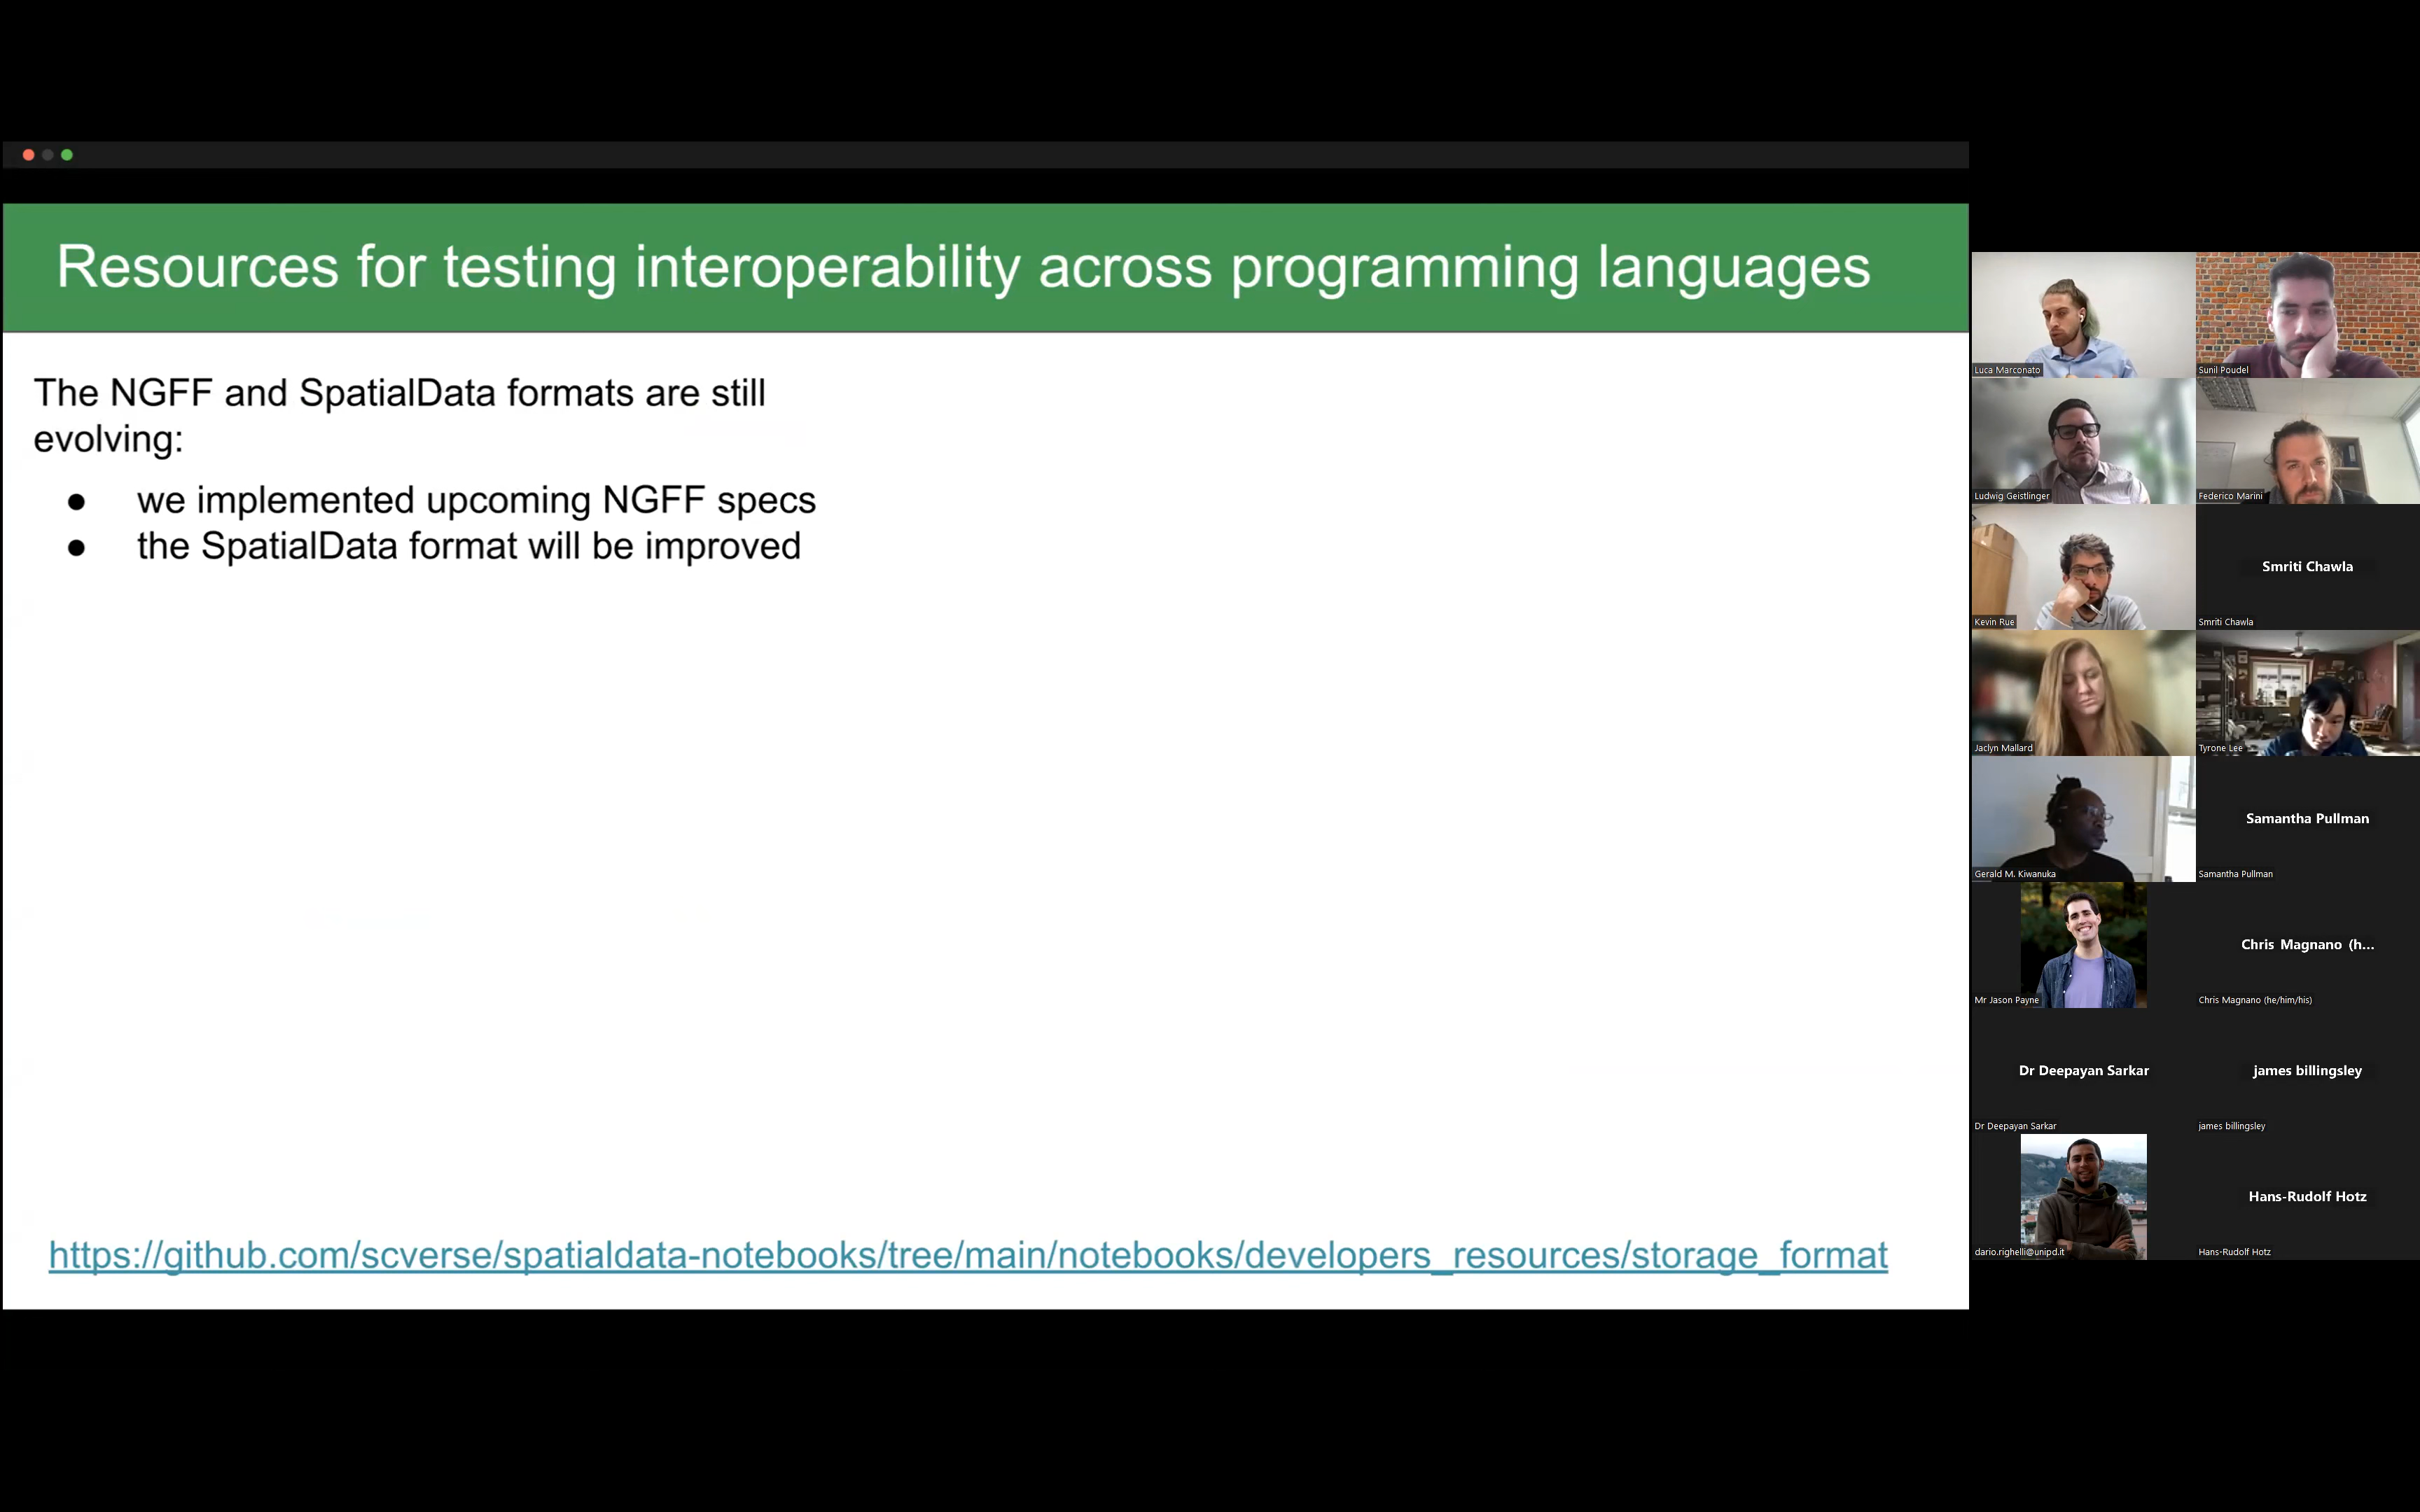 Resources for testing interoperability across programming languages
The NGFF and SpatialData formats are still
evolving:
● we implemented upcoming NGFF specs
● the SpatialData format will be improved
https://github.com/scverse/spatialdata-notebooks/tree/main/notebooks/developers_resources/storage_format
Luca Marconato
Sunil Poudel
Ludwig Geistlinger
Federico Marini
Kevin Rue
Smriti Chawla
Smriti Chawla
Jaclyn Mallard
Tyrone Lee
Gerald M. Kiwanuka
Samantha Pullman
Samantha Pullman
Mr Jason Payne
Chris Magnano (h...
Chris Magnano (he/him/his)
Dr Deepayan Sarkar
Dr Deepayan Sarkar
james billingsley
james billingsley
dario.righelli@unipd.it
Hans-Rudolf Hotz
Hans-Rudolf Hotz